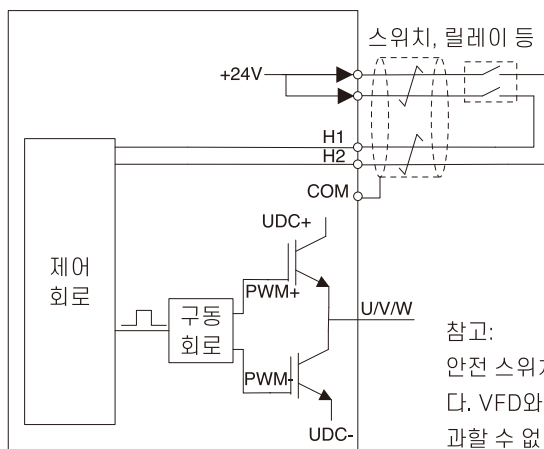 스위치, 릴레이 등
+24V
H1
H2
COM
UDC+
제어
회로
PWM+
구동
회로
U/V/W
PWM-
UDC-
참고:
안전 스위치
다. VFD와
과할 수 없